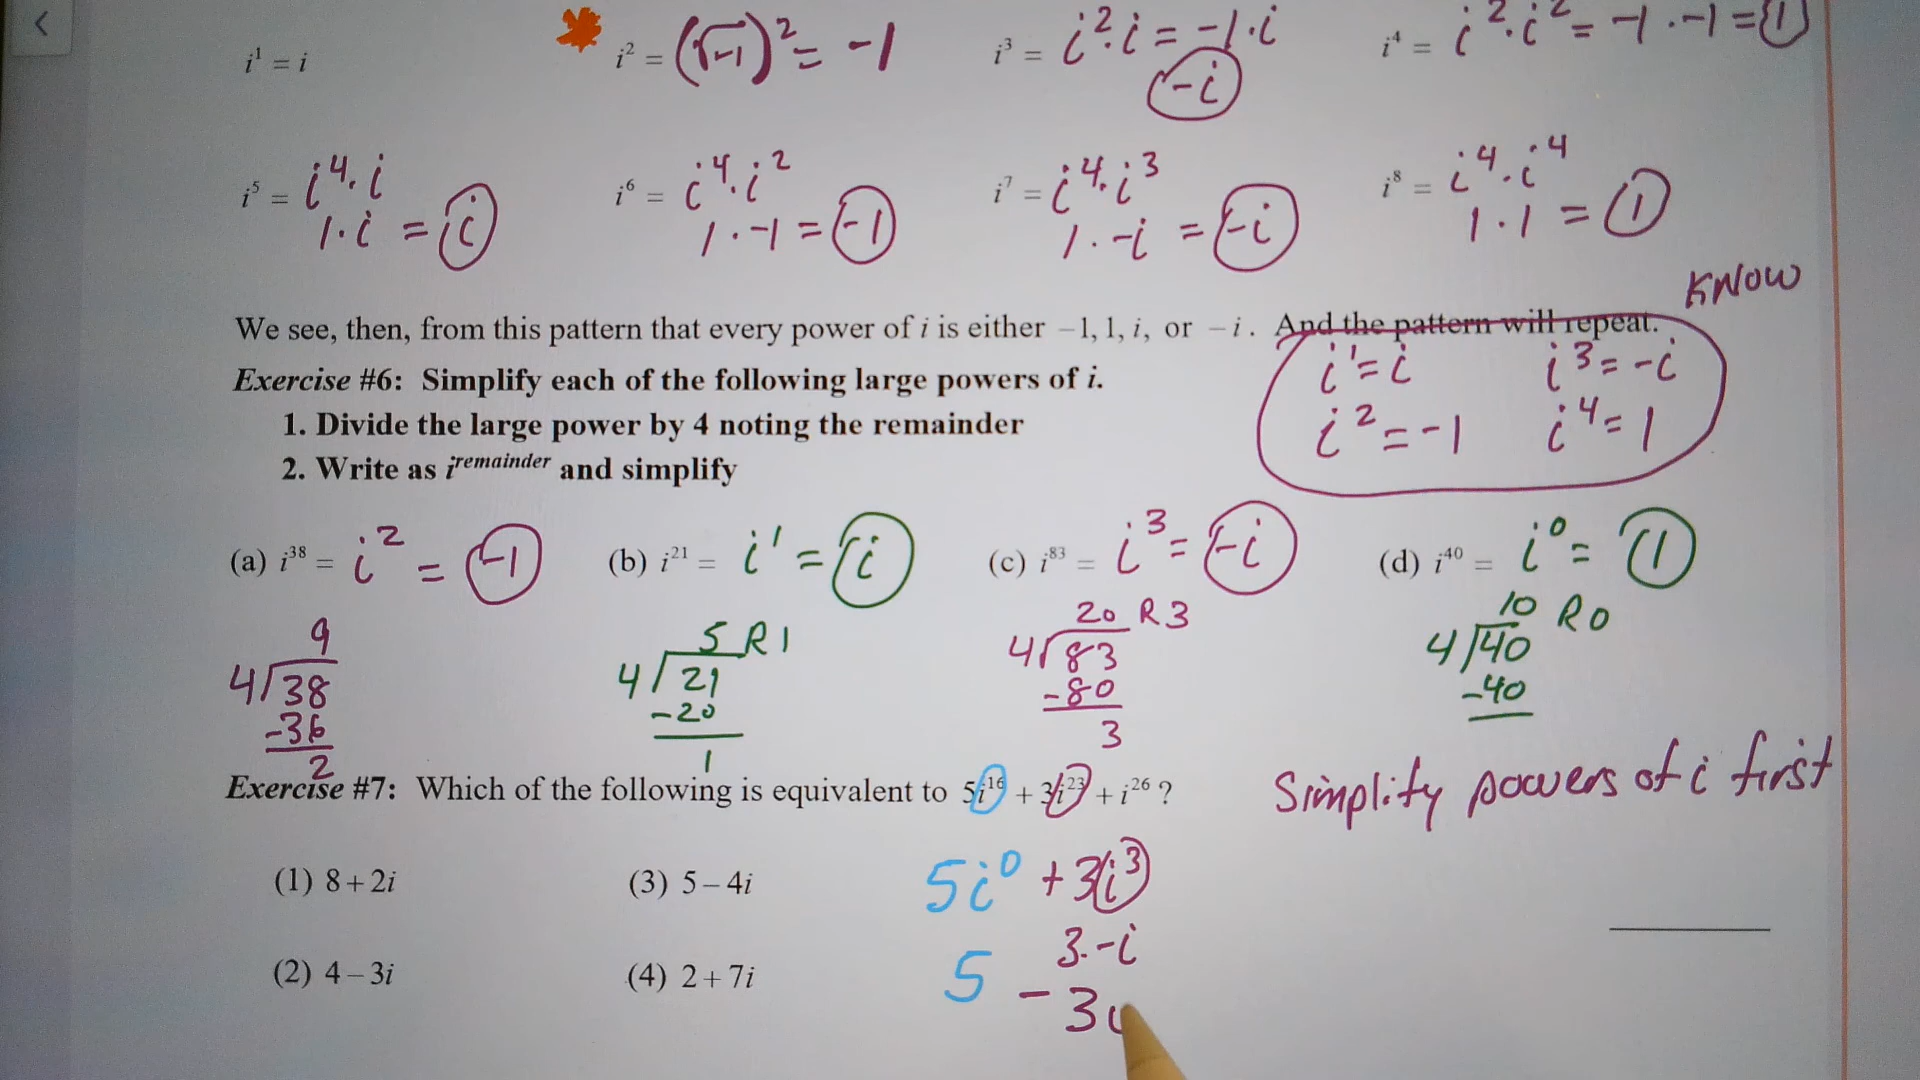 i¹ = i   i² = (√-1)² = -1   i³ = i²·i = -1·i   i⁴ = i²·i² = -1·-1 = 1
-i
i⁵ = i⁴·i   i⁶ = i⁴·i²   i⁷ = i⁴·i³   i⁸ = i⁴·i⁴
1·i = i   1·-1 = -1   1·-i = -i   1·1 = 1
KNOW
We see, then, from this pattern that every power of i is either −1, 1, i, or −i. And the pattern will repeat.
i¹ = i   i³ = -i
Exercise #6: Simplify each of the following large powers of i.
1. Divide the large power by 4 noting the remainder
i² = -1   i⁴ = 1
2. Write as i^remainder and simplify
(a) i³⁸ = i² = -1   (b) i²¹ = i¹ = i   (c) i⁸³ = i³ = -i   (d) i⁴⁰ = i⁰ = 1
9   5 R1   20 R3   10 R0
4)38   4)21   4)83   4)40
-36   -20   -80   -40
2   1   3
Exercise #7: Which of the following is equivalent to 5i¹⁶ + 3i²³ + i²⁶ ?   Simplify powers of i first
(1) 8 + 2i   (3) 5 − 4i   5i⁰ + 3i³
3·-i
(2) 4 − 3i   (4) 2 + 7i   5 - 3